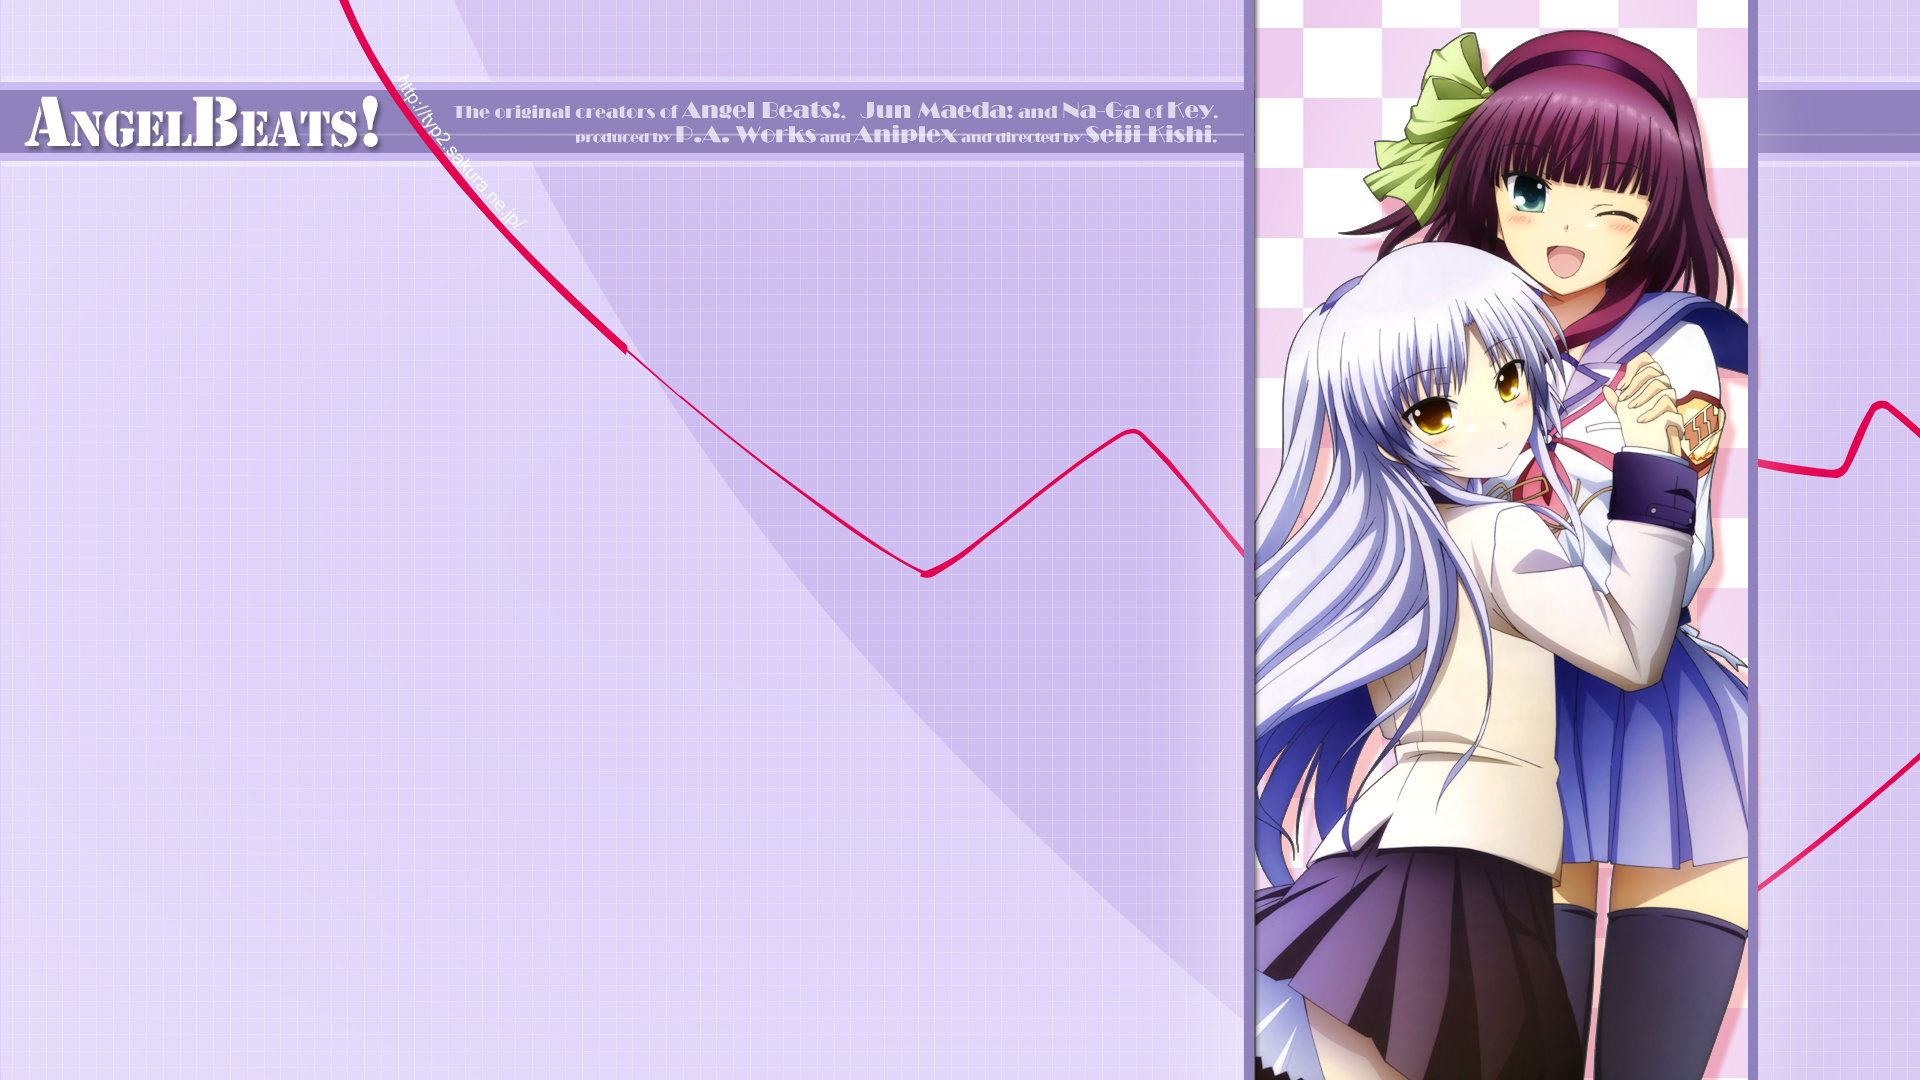 ANGELBEATS!
http://typ2.sakura.ne.jp/
The original creators of Angel Beats!, Jun Maeda! and Na-Ga of Key.
produced by P.A. Works and Aniplex and directed by Seiji Kishi.